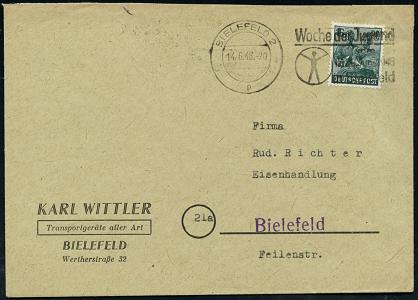 BIELEFELD 2
14.6.48.-20
P
Woche der Jugend
DEUTSCHE POST
Firma
Rud. Richter
Eisenhandlung
21a
Bielefeld
Feilenstr.
KARL WITTLER
Transportgeräte aller Art
BIELEFELD
Wertherstraße 32